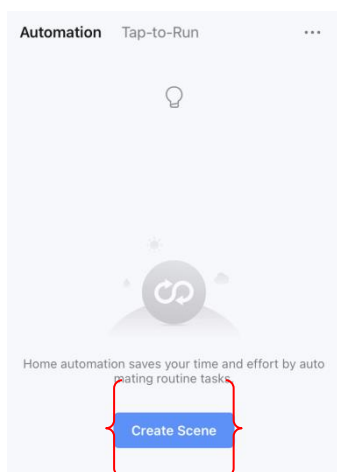 Automation Tap-to-Run ...
Home automation saves your time and effort by auto
mating routine tasks
Create Scene